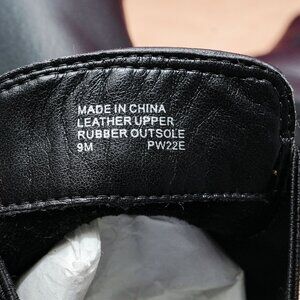 MADE IN CHINA
LEATHER UPPER
RUBBER OUTSOLE
9M PW22E